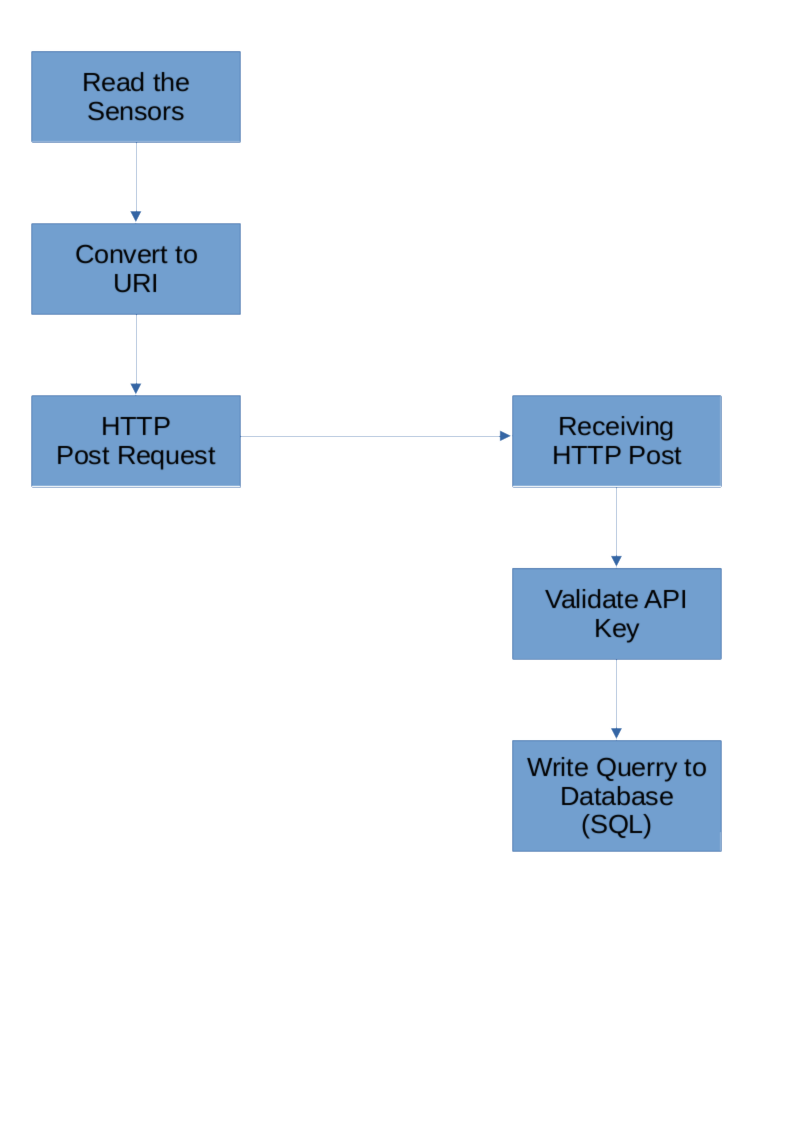 Read the
Sensors
Convert to
URI
HTTP
Post Request
Receiving
HTTP Post
Validate API
Key
Write Querry to
Database
(SQL)